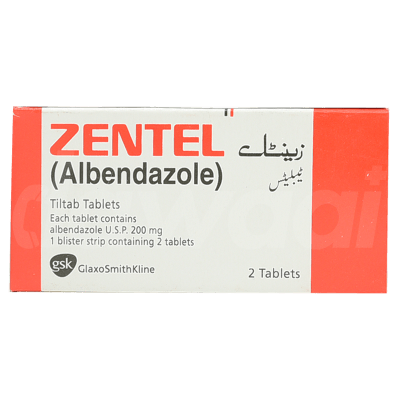 ZENTEL زینٹل
(Albendazole) ٹیبلیٹس
Tiltab Tablets
Each tablet contains
albendazole U.S.P. 200 mg
1 blister strip containing 2 tablets
gsk GlaxoSmithKline
2 Tablets